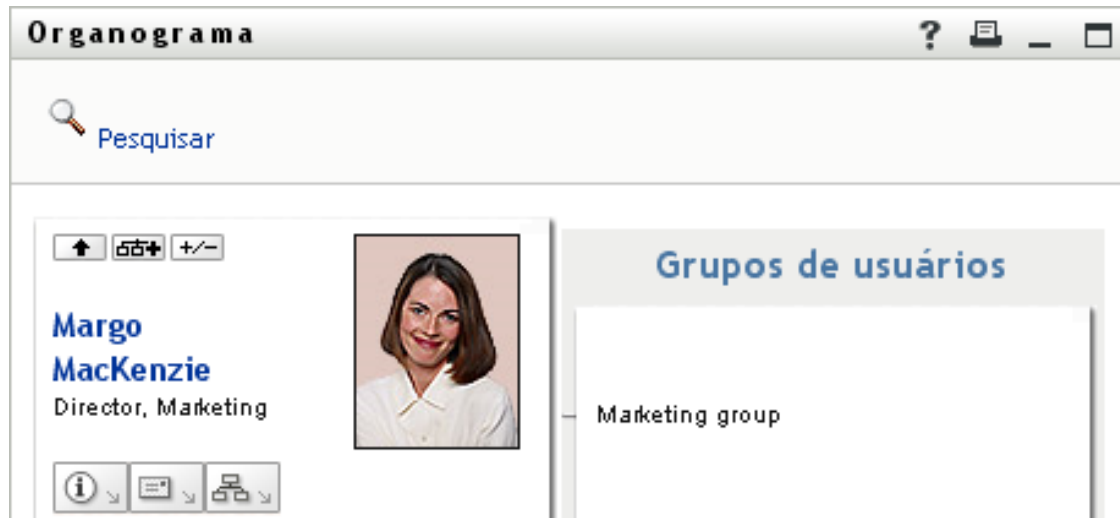 Organograma
?
Pesquisar
+/-
Grupos de usuários
Margo
MacKenzie
Director, Marketing
Marketing group